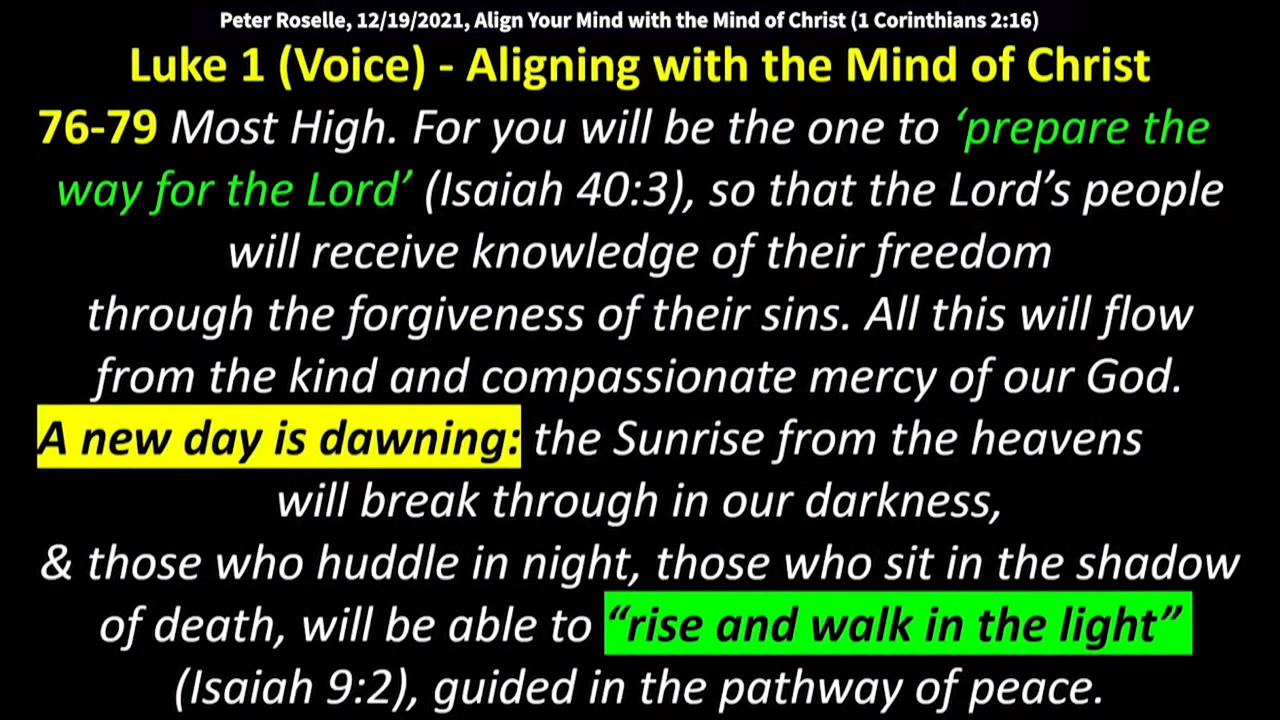 Peter Roselle, 12/19/2021, Align Your Mind with the Mind of Christ (1 Corinthians 2:16)
Luke 1 (Voice) - Aligning with the Mind of Christ
76-79 Most High. For you will be the one to ‘prepare the
way for the Lord’ (Isaiah 40:3), so that the Lord’s people
will receive knowledge of their freedom
through the forgiveness of their sins. All this will flow
from the kind and compassionate mercy of our God.
A new day is dawning: the Sunrise from the heavens
will break through in our darkness,
& those who huddle in night, those who sit in the shadow
of death, will be able to “rise and walk in the light”
(Isaiah 9:2), guided in the pathway of peace.